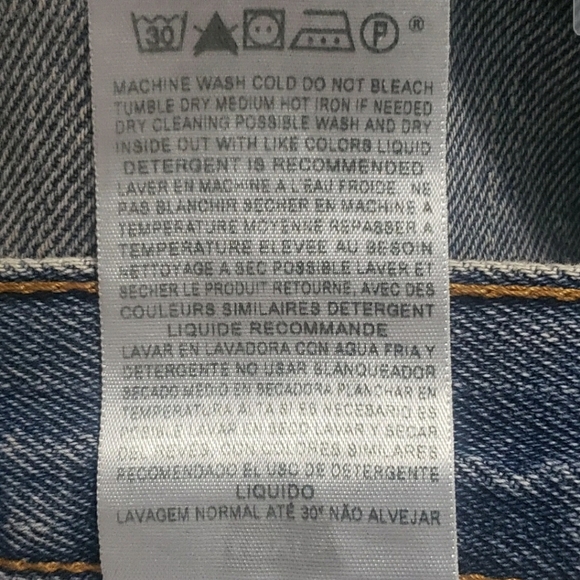 30 P ®
MACHINE WASH COLD DO NOT BLEACH
TUMBLE DRY MEDIUM HOT IRON IF NEEDED
DRY CLEANING POSSIBLE WASH AND DRY
INSIDE OUT WITH LIKE COLORS LIQUID
DETERGENT IS RECOMMENDED
LAVER EN MACHINE A L'EAU FROIDE NE
PAS BLANCHIR SECHER EN MACHINE A
TEMPERATURE MOYENNE REPASSER A
TEMPERATURE ELEVEE AU BESOIN
NETTOYAGE A SEC POSSIBLE LAVER ET
SECHER LE PRODUIT RETOURNE, AVEC DES
COULEURS SIMILAIRES DETERGENT
LIQUIDE RECOMMANDE
LAVAR EN LAVADORA CON AGUA FRIA Y
DETERGENTE NO USAR BLANQUEADOR
SECADO MEDIO EN SECADORA PLANCHAR EN
TEMPERATURA ALTA SI ES NECESARIO ES
POSIBLE LAVAR EN SECO LAVAR Y SECAR
DEL REVES, CON COLORES SIMILARES
RECOMENDADO EL USO DE DETERGENTE
LIQUIDO
LAVAGEM NORMAL ATÉ 30° NÃO ALVEJAR